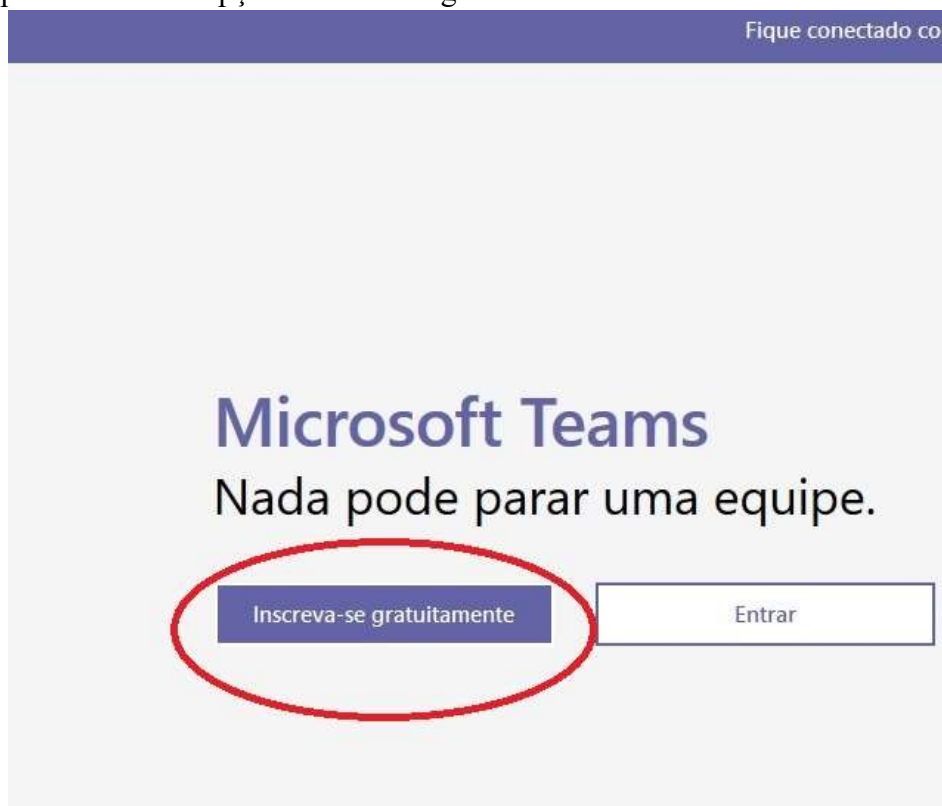 Fique conectado co
Microsoft Teams
Nada pode parar uma equipe.
Inscreva-se gratuitamente
Entrar